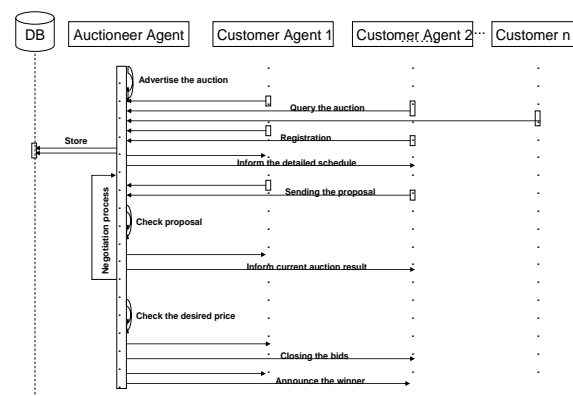 DB
Auctioneer Agent
Customer Agent 1
Customer Agent 2
Customer n
Advertise the auction
Query the auction
Registration
Store
Inform the detailed schedule
Sending the proposal
Negotiation process
Check proposal
Inform current auction result
Check the desired price
Closing the bids
Announce the winner